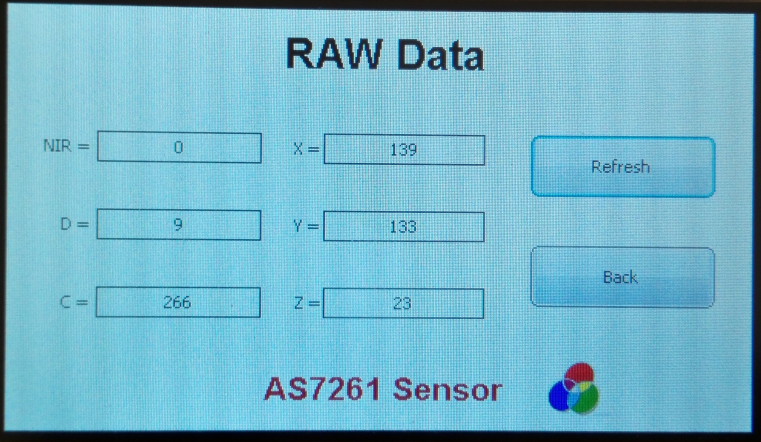 RAW Data
NIR = 0 X = 139 Refresh
D = 9 Y = 133
Back
C = 266 Z = 23
AS7261 Sensor